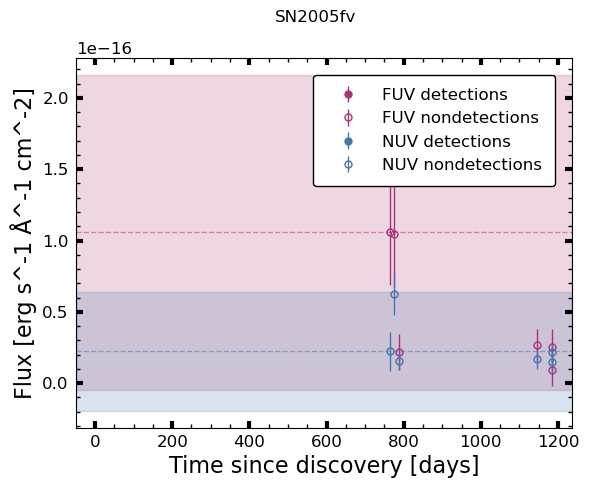 SN2005fv
1e−16
Flux [erg s^-1 Å^-1 cm^-2]
2.0
1.5
1.0
0.5
0.0
FUV detections
FUV nondetections
NUV detections
NUV nondetections
0 200 400 600 800 1000 1200
Time since discovery [days]